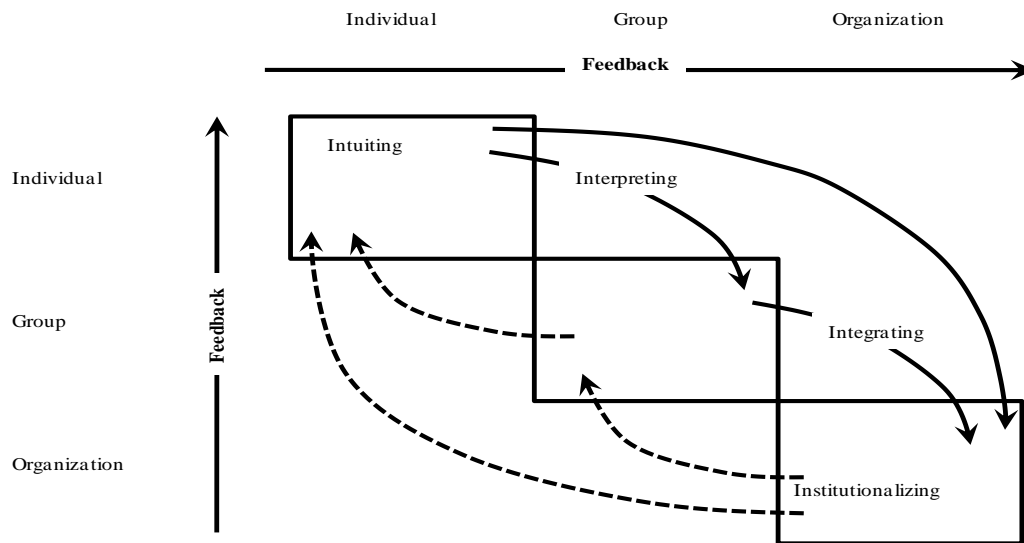 Individual Group Organization
Feedback
Intuiting
Individual
Interpreting
Group
Feedback
Integrating
Organization
Institutionalizing